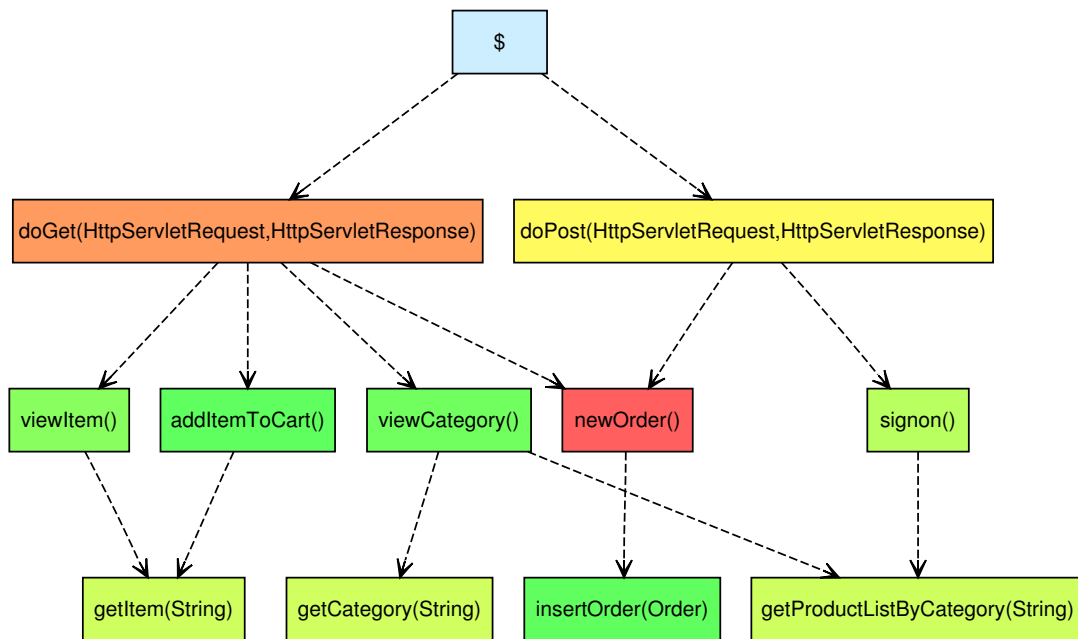 $
doGet(HttpServletRequest,HttpServletResponse)
doPost(HttpServletRequest,HttpServletResponse)
viewItem()
addItemToCart()
viewCategory()
newOrder()
signon()
getItem(String)
getCategory(String)
insertOrder(Order)
getProductListByCategory(String)